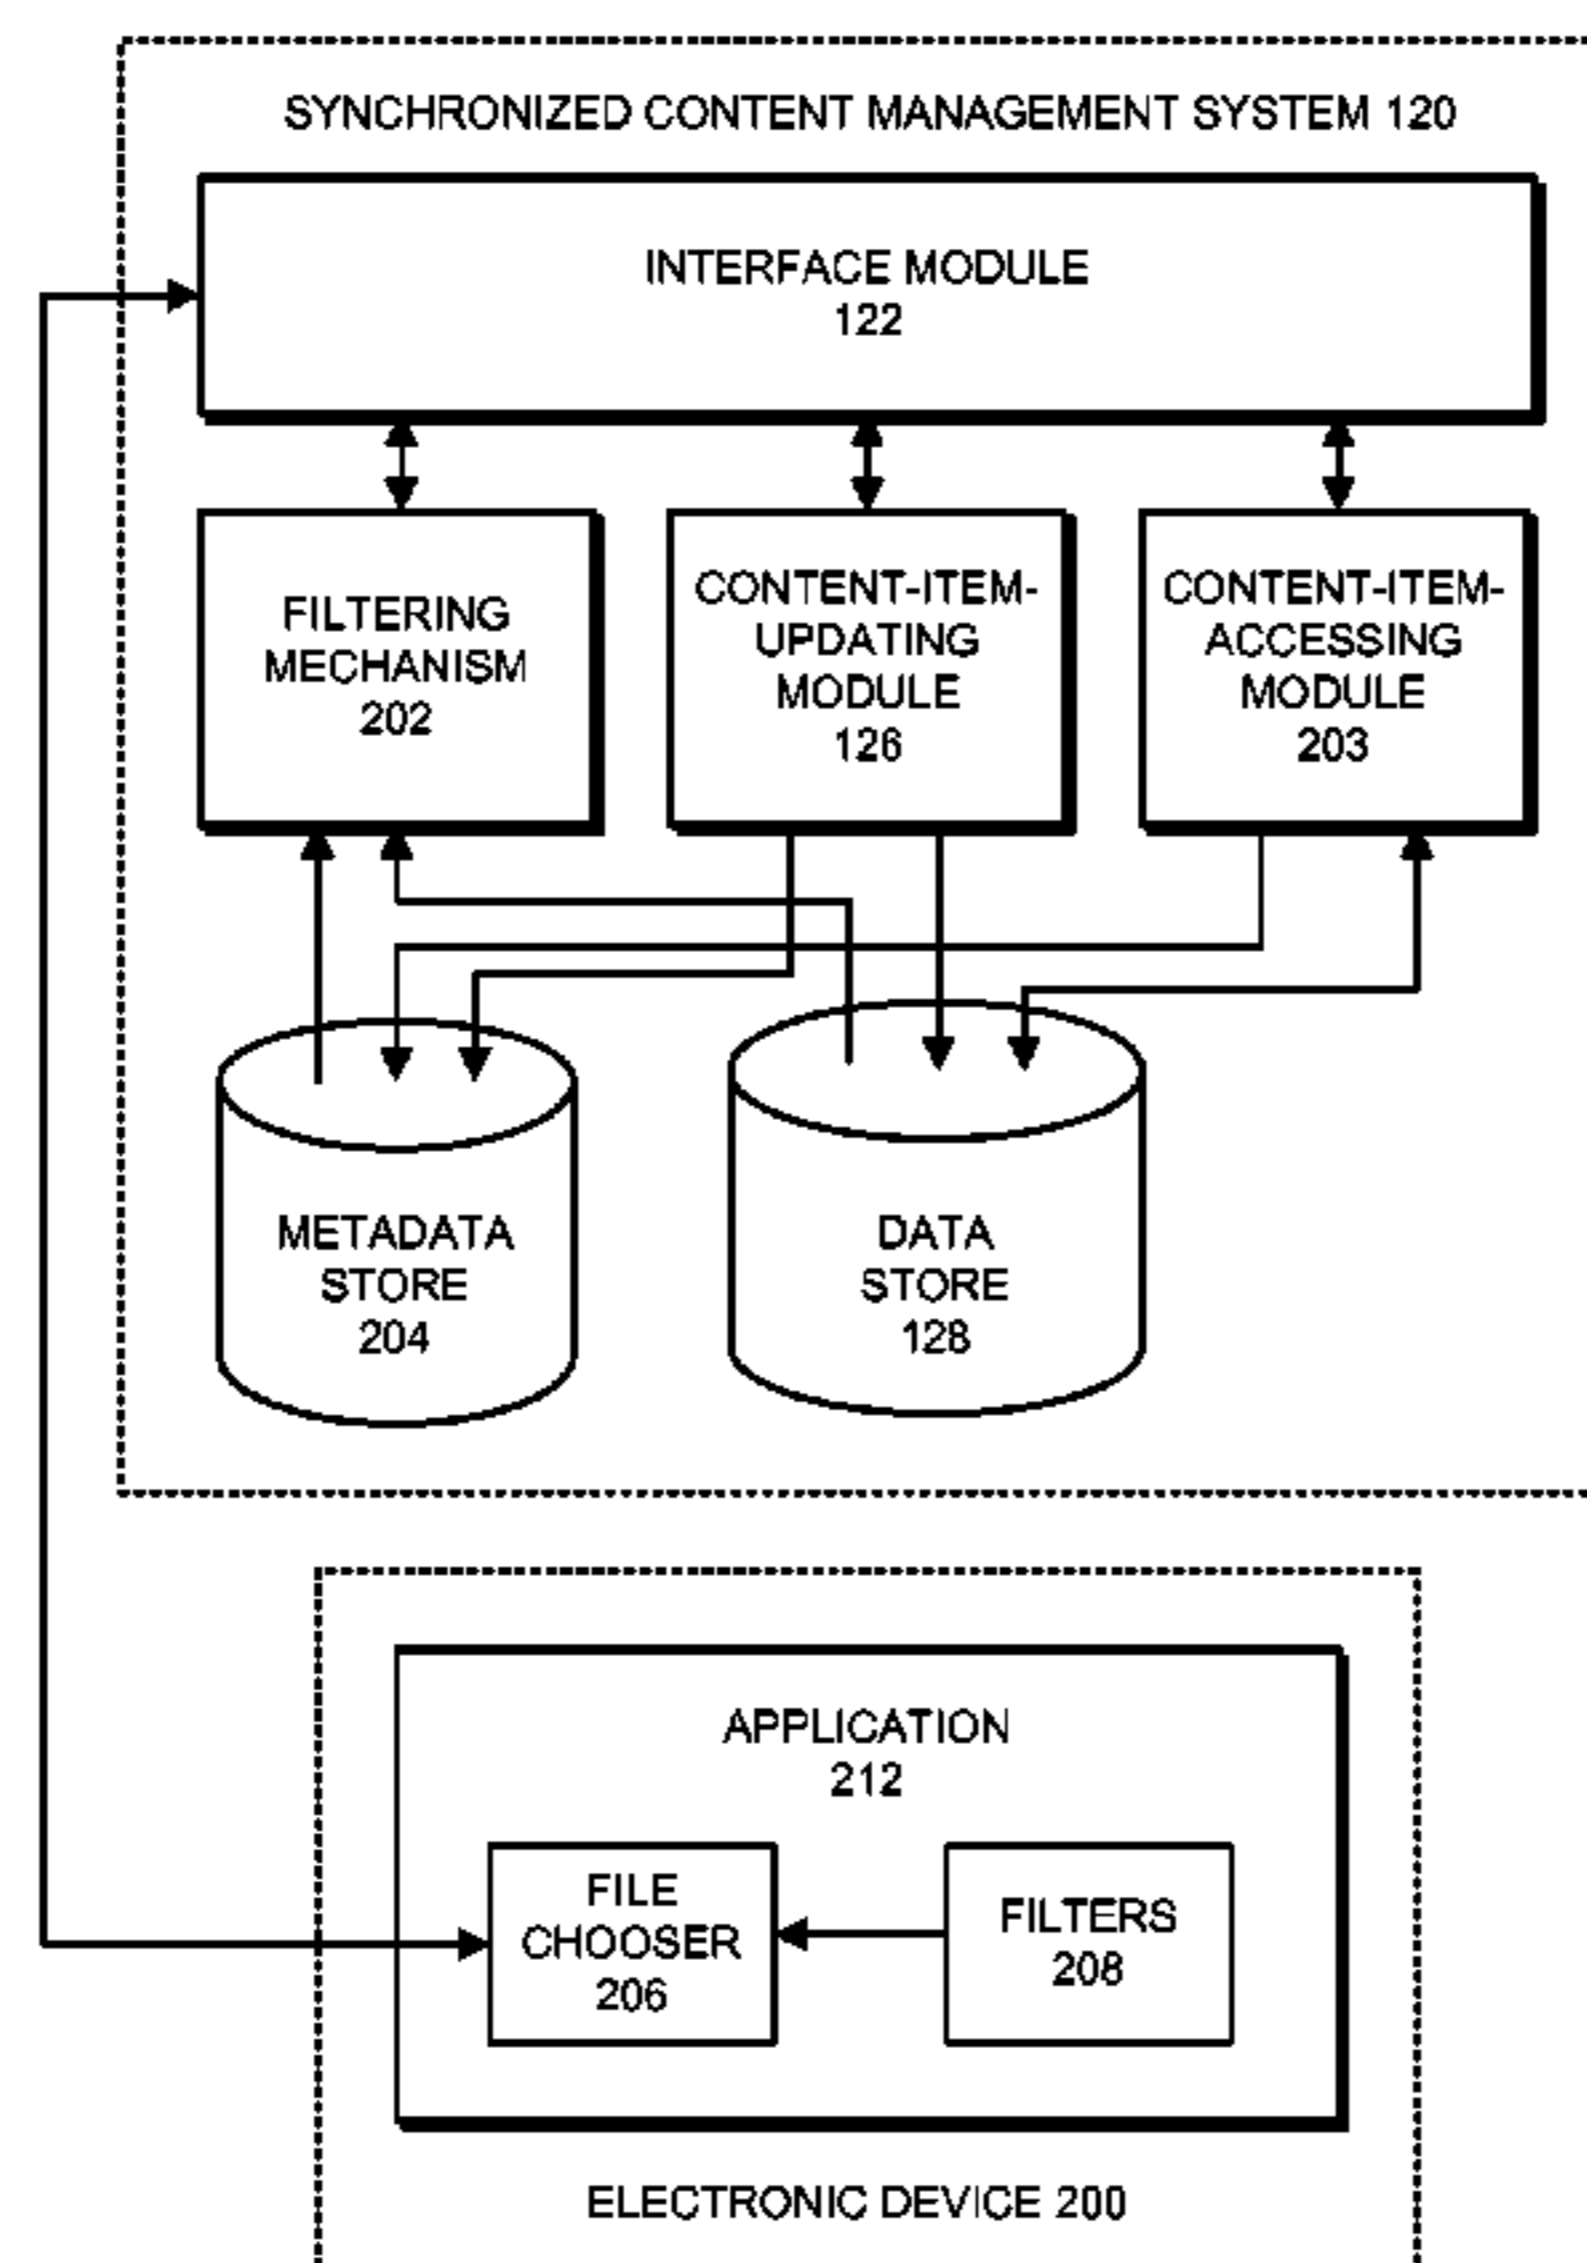 SYNCHRONIZED CONTENT MANAGEMENT SYSTEM 120
INTERFACE MODULE
122
FILTERING
MECHANISM
202
CONTENT-ITEM-
UPDATING
MODULE
126
CONTENT-ITEM-
ACCESSING
MODULE
203
METADATA
STORE
204
DATA
STORE
128
APPLICATION
212
FILE
CHOOSER
206
FILTERS
208
ELECTRONIC DEVICE 200